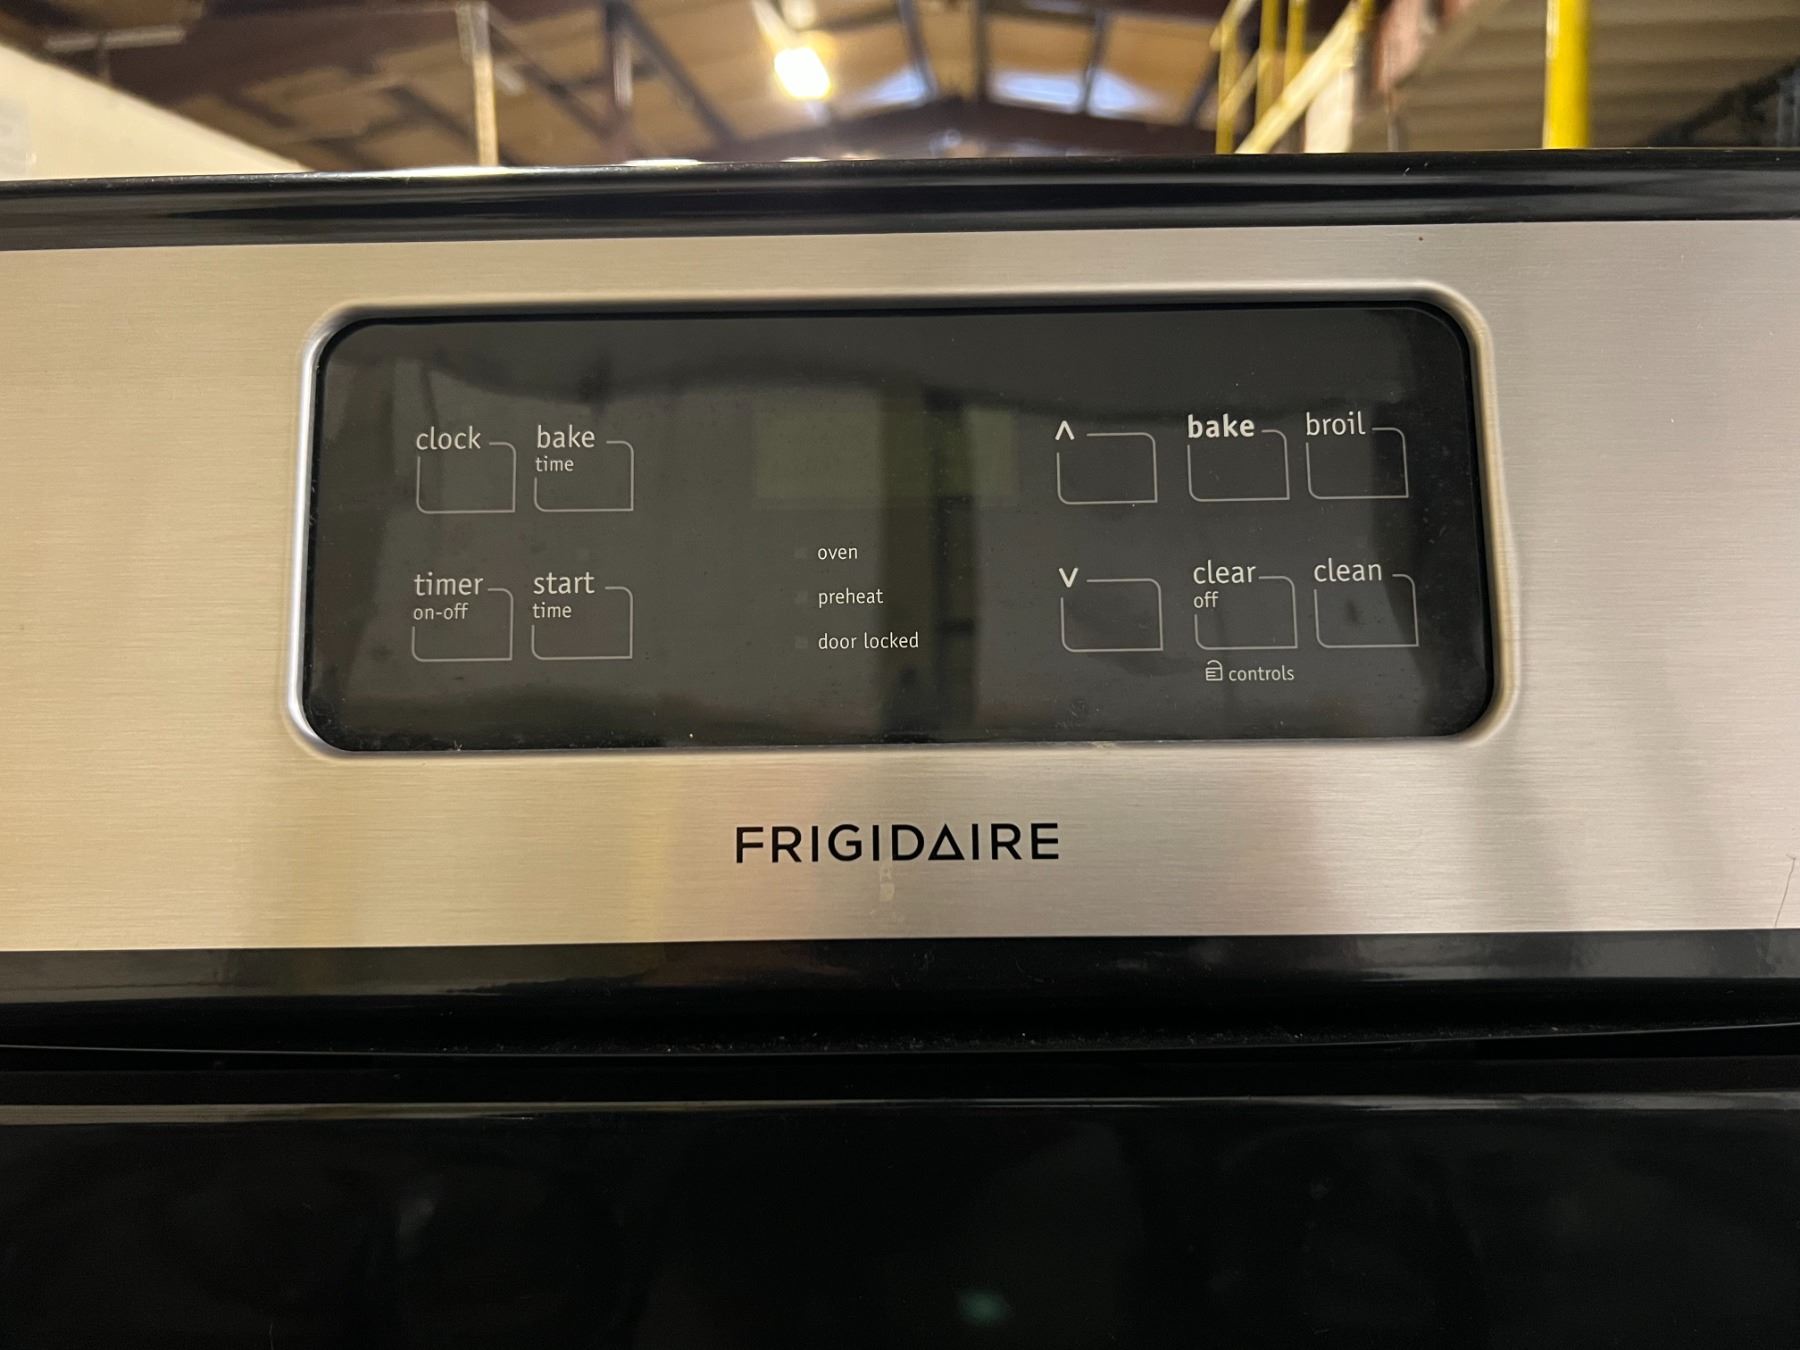 clock
bake
time
timer
on-off
start
time
oven
preheat
door locked
^
bake
broil
v
clear
off
clean
controls
FRIGIDAIRE